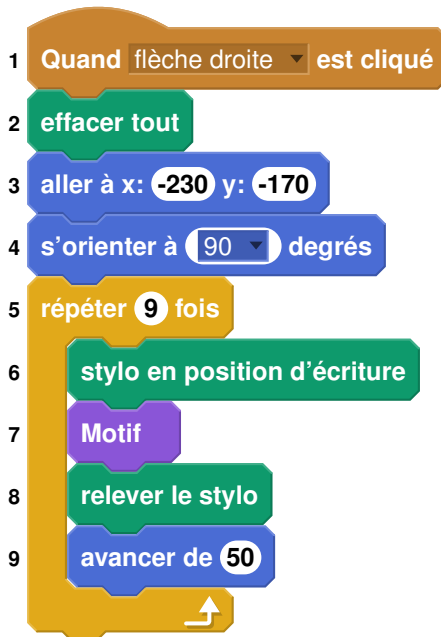 1 Quand flèche droite est cliqué
2 effacer tout
3 aller à x: -230 y: -170
4 s'orienter à 90 degrés
5 répéter 9 fois
6 stylo en position d'écriture
7 Motif
8 relever le stylo
9 avancer de 50